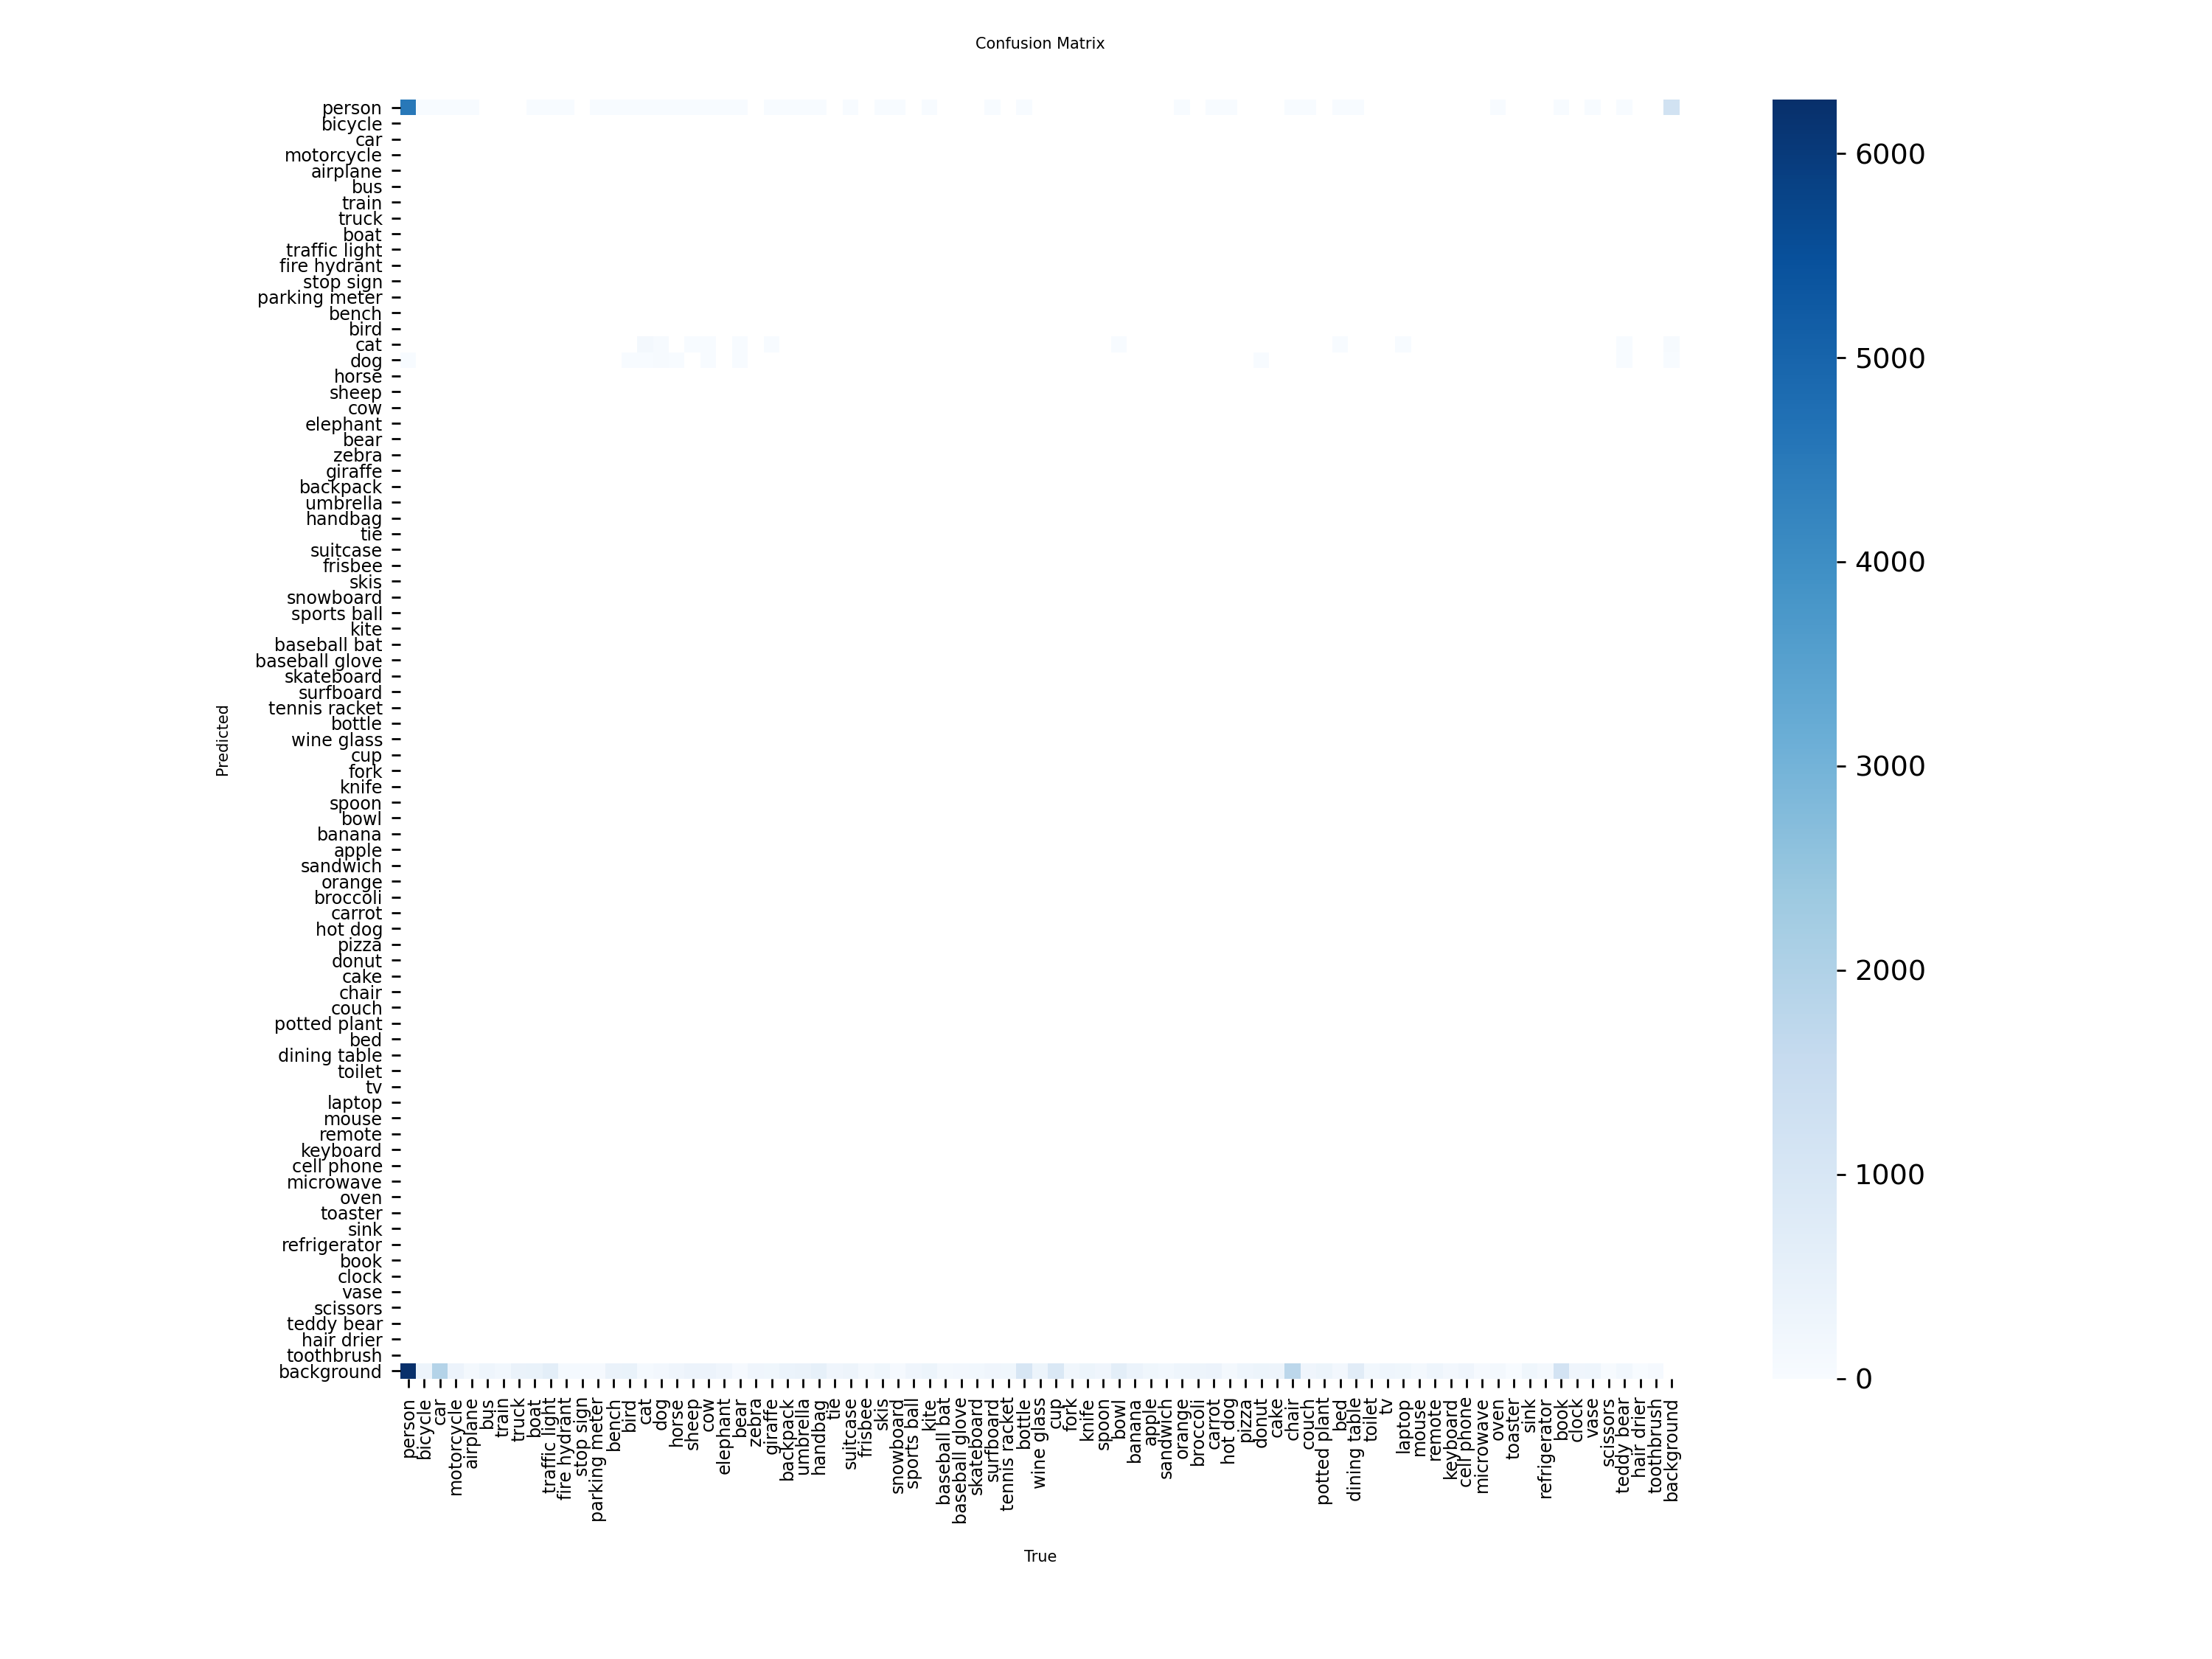 Confusion Matrix
person
bicycle
car
motorcycle
airplane
bus
train
truck
boat
traffic light
fire hydrant
stop sign
parking meter
bench
bird
cat
dog
horse
sheep
cow
elephant
bear
zebra
giraffe
backpack
umbrella
handbag
tie
suitcase
frisbee
skis
snowboard
sports ball
kite
baseball bat
baseball glove
skateboard
surfboard
tennis racket
bottle
wine glass
cup
fork
knife
spoon
bowl
banana
apple
sandwich
orange
broccoli
carrot
hot dog
pizza
donut
cake
chair
couch
potted plant
bed
dining table
toilet
tv
laptop
mouse
remote
keyboard
cell phone
microwave
oven
toaster
sink
refrigerator
book
clock
vase
scissors
teddy bear
hair drier
toothbrush
background
Predicted
person
bicycle
car
motorcycle
airplane
bus
train
truck
boat
traffic light
fire hydrant
stop sign
parking meter
bench
bird
cat
dog
horse
sheep
cow
elephant
bear
zebra
giraffe
backpack
umbrella
handbag
tie
suitcase
frisbee
skis
snowboard
sports ball
kite
baseball bat
baseball glove
skateboard
surfboard
tennis racket
bottle
wine glass
cup
fork
knife
spoon
bowl
banana
apple
sandwich
orange
broccoli
carrot
hot dog
pizza
donut
cake
chair
couch
potted plant
bed
dining table
toilet
tv
laptop
mouse
remote
keyboard
cell phone
microwave
oven
toaster
sink
refrigerator
book
clock
vase
scissors
teddy bear
hair drier
toothbrush
background
True
6000
5000
4000
3000
2000
1000
0